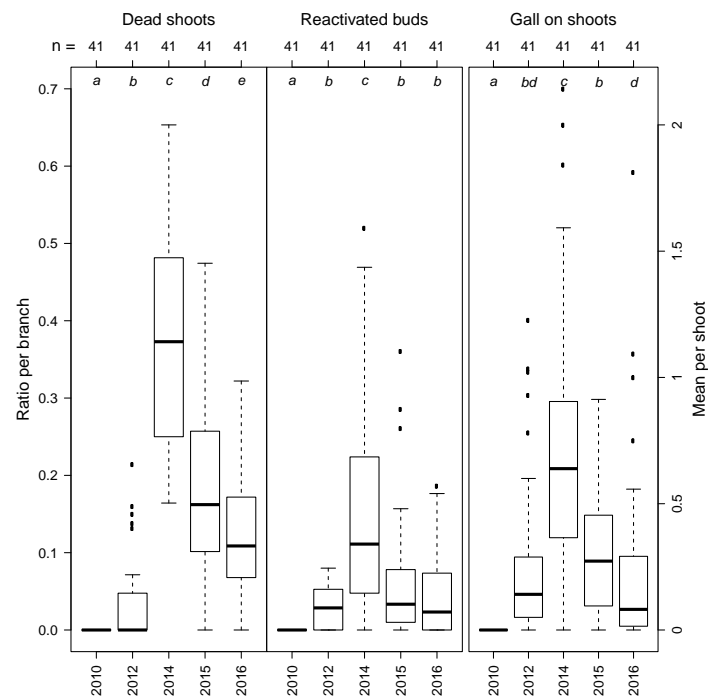 Dead shoots Reactivated buds Gall on shoots
n = 41 41 41 41 41 41 41 41 41 41 41 41 41 41 41
a b c d e a b c b b a bd c b d
0.7
0.6
0.5
0.4
0.3
0.2
0.1
0.0
Ratio per branch
2
1.5
1
0.5
0
Mean per shoot
2010 2012 2014 2015 2016 2010 2012 2014 2015 2016 2010 2012 2014 2015 2016